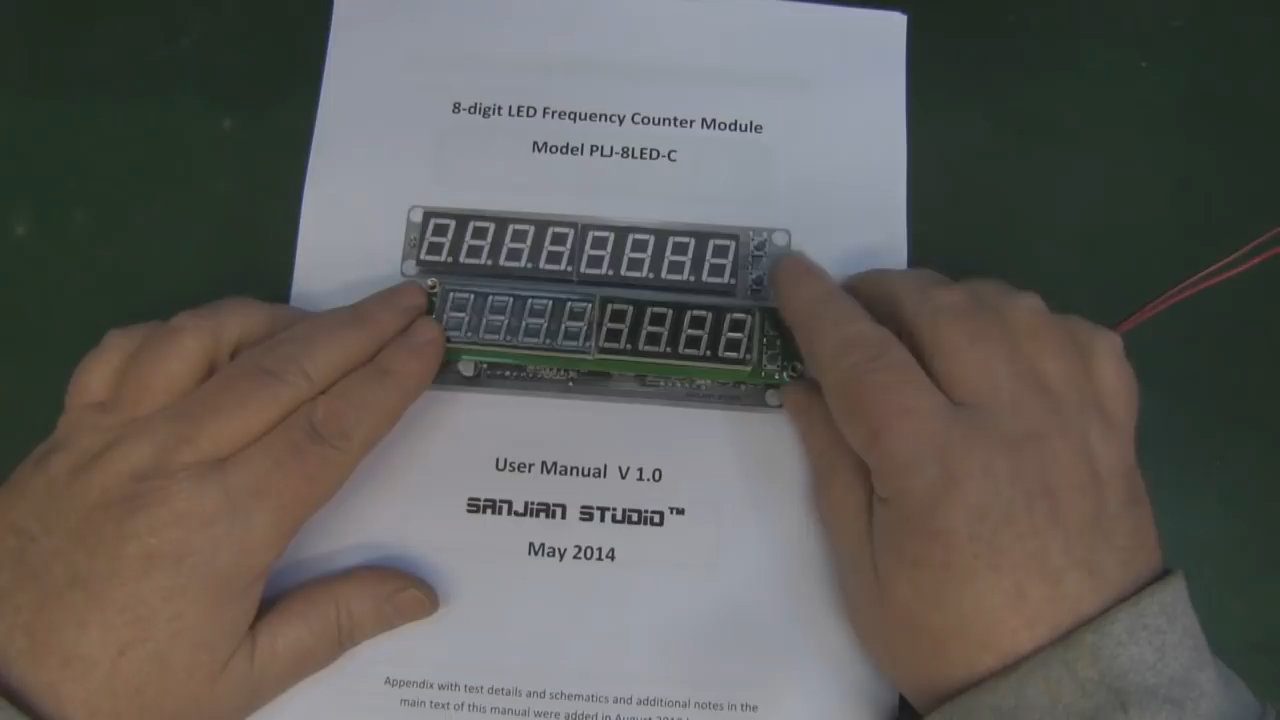 8-digit LED Frequency Counter Module
Model PLJ-8LED-C
User Manual V 1.0
SANJIAN STUDIO™
May 2014
Appendix with test details and schematics and additional notes in the
main text of this manual were added in August